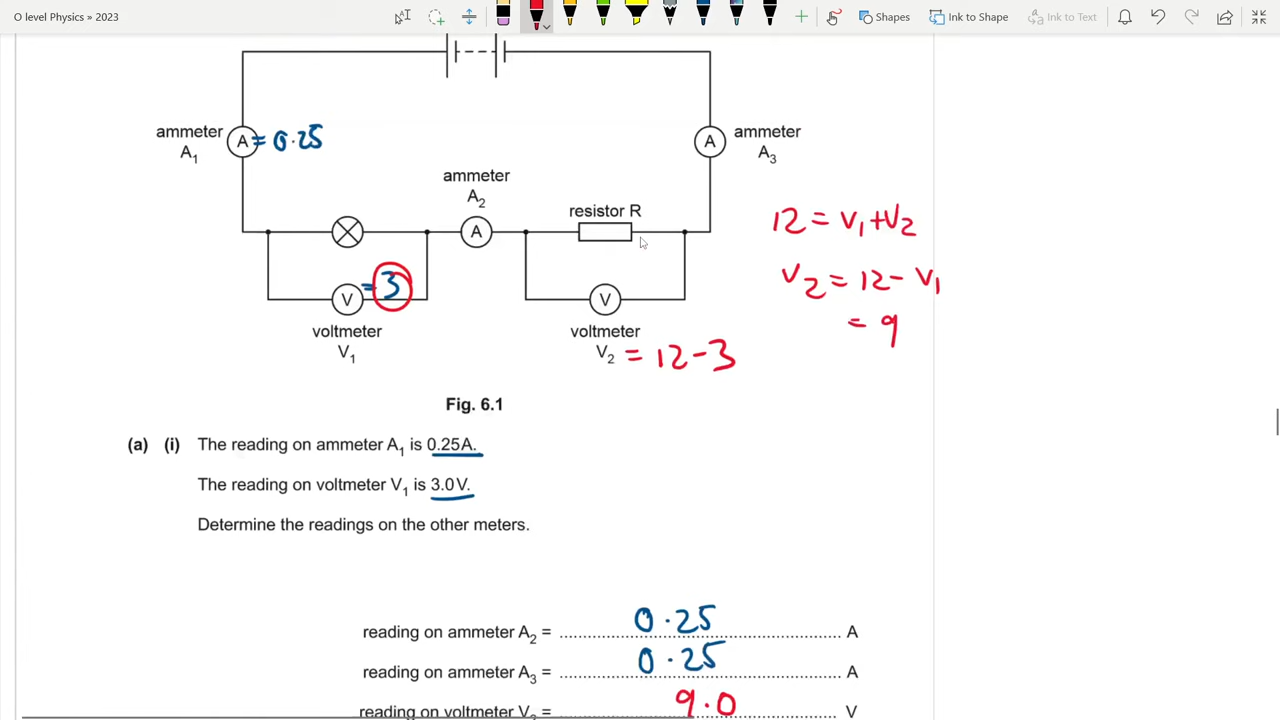 O level Physics » 2023
Shapes
Ink to Shape
Ink to Text
ammeter
A1
A = 0.25
A
ammeter
A3
ammeter
A2
A
resistor R
12 = V1+V2
V2 = 12 - V1
= 9
V = 3
V
voltmeter
V1
voltmeter
V2 = 12-3
Fig. 6.1
(a) (i) The reading on ammeter A1 is 0.25A.
The reading on voltmeter V1 is 3.0V.
Determine the readings on the other meters.
reading on ammeter A2 = 0.25 A
reading on ammeter A3 = 0.25 A
reading on voltmeter V2 = 9.0 V